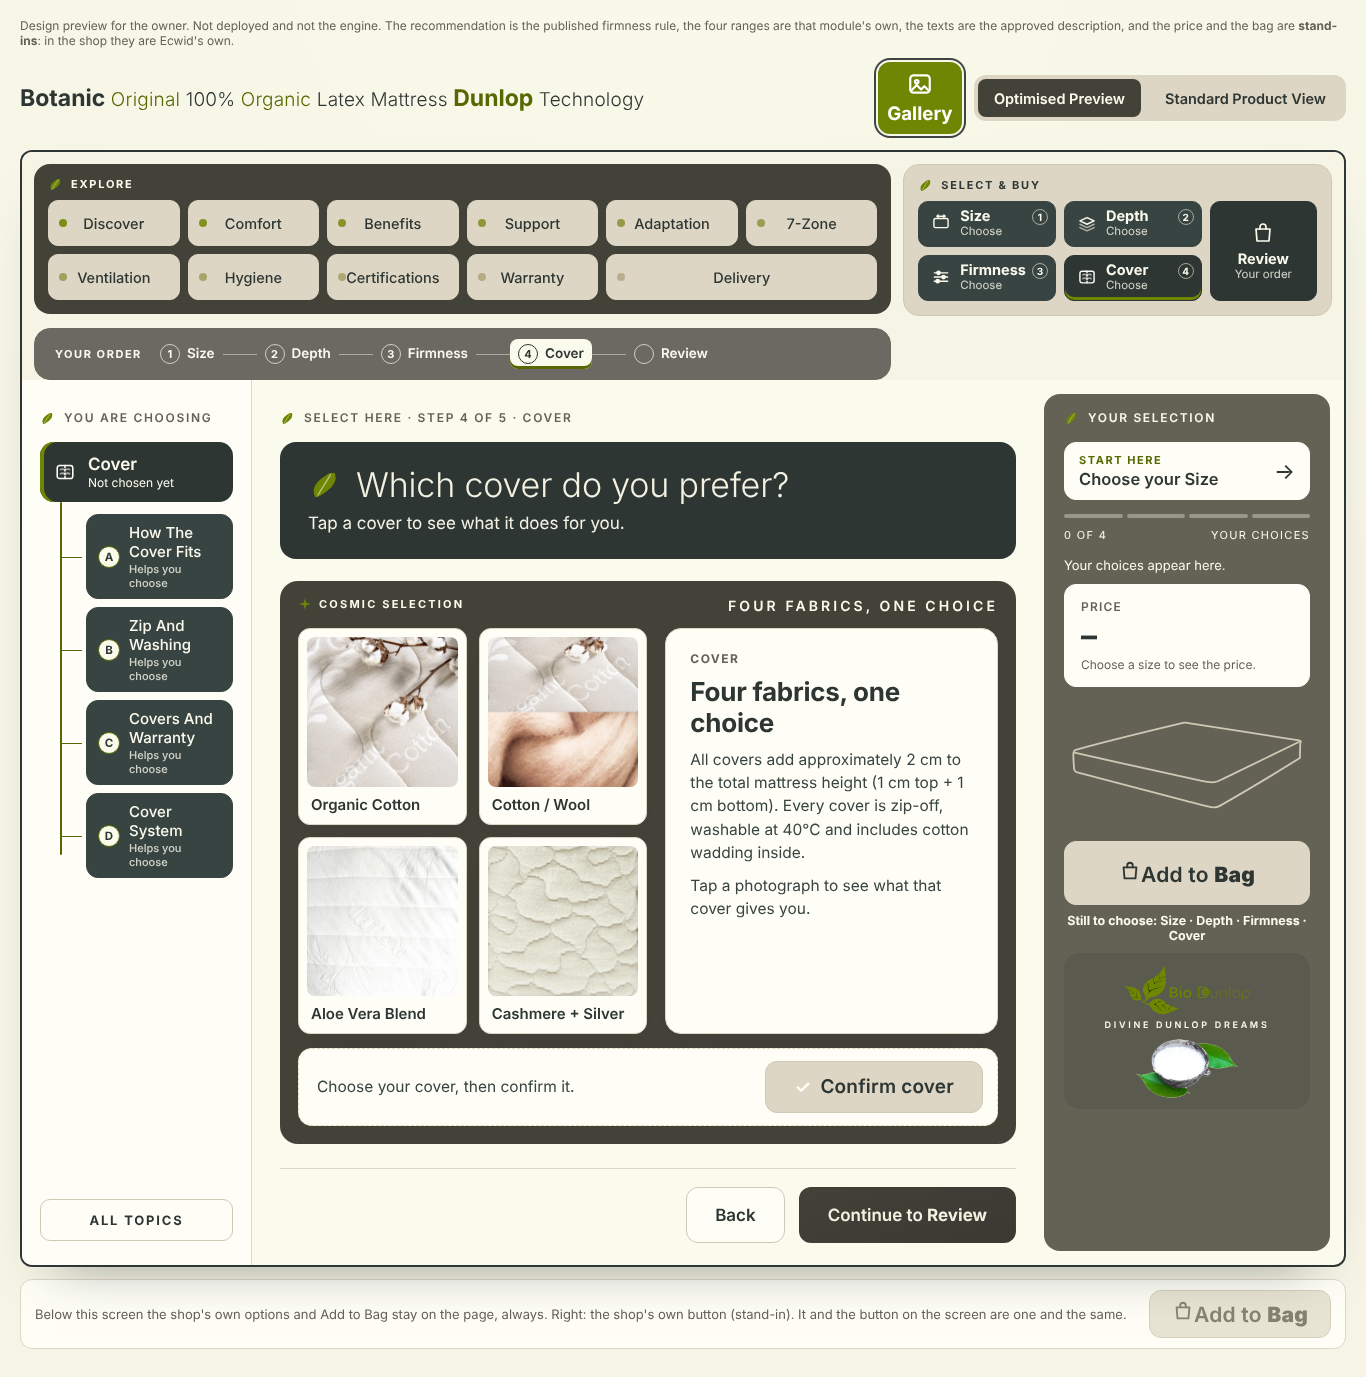 Design preview for the owner. Not deployed and not the engine. The recommendation is the published firmness rule, the four ranges are that module's own, the texts are the approved description, and the price and the bag are stand-
ins: in the shop they are Ecwid's own.
Botanic Original 100% Organic Latex Mattress Dunlop Technology
Gallery
Optimised Preview
Standard Product View
EXPLORE
Discover
Comfort
Benefits
Support
Adaptation
7-Zone
Ventilation
Hygiene
Certifications
Warranty
Delivery
SELECT & BUY
Size
Choose
1
Depth
Choose
2
Firmness
Choose
3
Cover
Choose
4
Review
Your order
YOUR ORDER
1 Size
2 Depth
3 Firmness
4 Cover
Review
YOU ARE CHOOSING
Cover
Not chosen yet
A
How The
Cover Fits
Helps you
choose
B
Zip And
Washing
Helps you
choose
C
Covers And
Warranty
Helps you
choose
D
Cover
System
Helps you
choose
ALL TOPICS
SELECT HERE · STEP 4 OF 5 · COVER
Which cover do you prefer?
Tap a cover to see what it does for you.
COSMIC SELECTION
FOUR FABRICS, ONE CHOICE
Organic Cotton
Cotton / Wool
Aloe Vera Blend
Cashmere + Silver
COVER
Four fabrics, one
choice
All covers add approximately 2 cm to
the total mattress height (1 cm top + 1
cm bottom). Every cover is zip-off,
washable at 40°C and includes cotton
wadding inside.
Tap a photograph to see what that
cover gives you.
Choose your cover, then confirm it.
Confirm cover
Back
Continue to Review
YOUR SELECTION
START HERE
Choose your Size
0 OF 4
YOUR CHOICES
Your choices appear here.
PRICE
–
Choose a size to see the price.
Add to Bag
Still to choose: Size · Depth · Firmness ·
Cover
Bio Dunlop
DIVINE DUNLOP DREAMS
Below this screen the shop's own options and Add to Bag stay on the page, always. Right: the shop's own button (stand-in). It and the button on the screen are one and the same.
Add to Bag